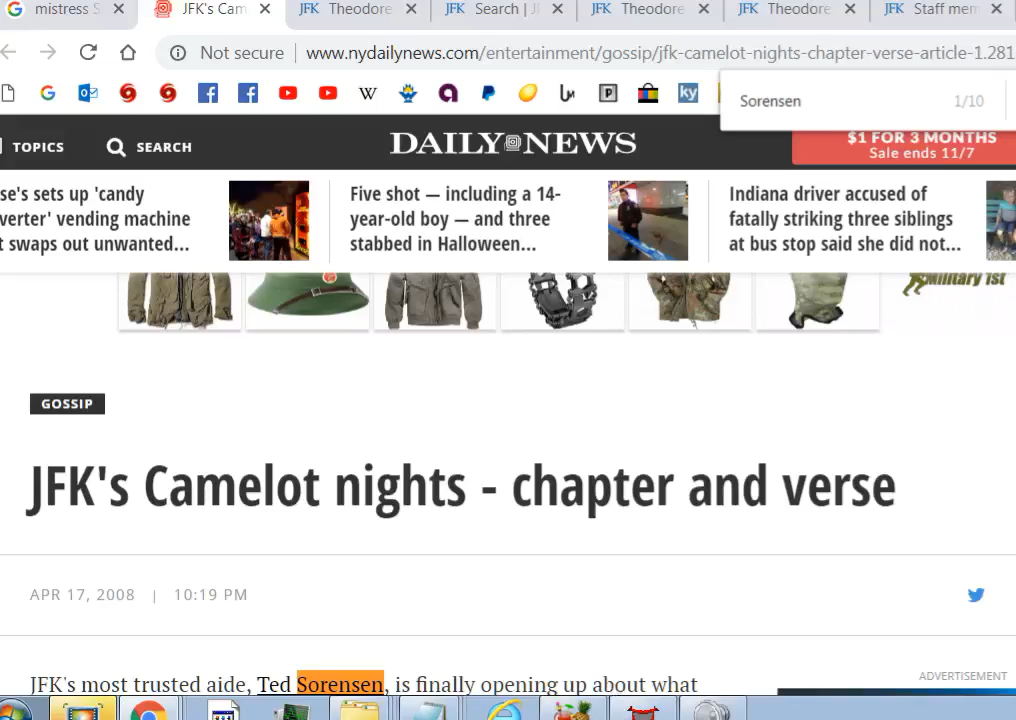 mistress S
JFK's Cam
JFK Theodore
JFK Search | J
JFK Theodore
JFK Theodore
JFK Staff mem
Not secure | www.nydailynews.com/entertainment/gossip/jfk-camelot-nights-chapter-verse-article-1.281
W P ky
Sorensen 1/10
TOPICS SEARCH DAILY NEWS
$1 FOR 3 MONTHS
Sale ends 11/7
se's sets up 'candy
verter' vending machine
t swaps out unwanted...
Five shot — including a 14-
year-old boy — and three
stabbed in Halloween...
Indiana driver accused of
fatally striking three siblings
at bus stop said she did not...
Military 1st
GOSSIP
JFK's Camelot nights - chapter and verse
APR 17, 2008 | 10:19 PM
JFK's most trusted aide, Ted Sorensen, is finally opening up about what
ADVERTISEMENT